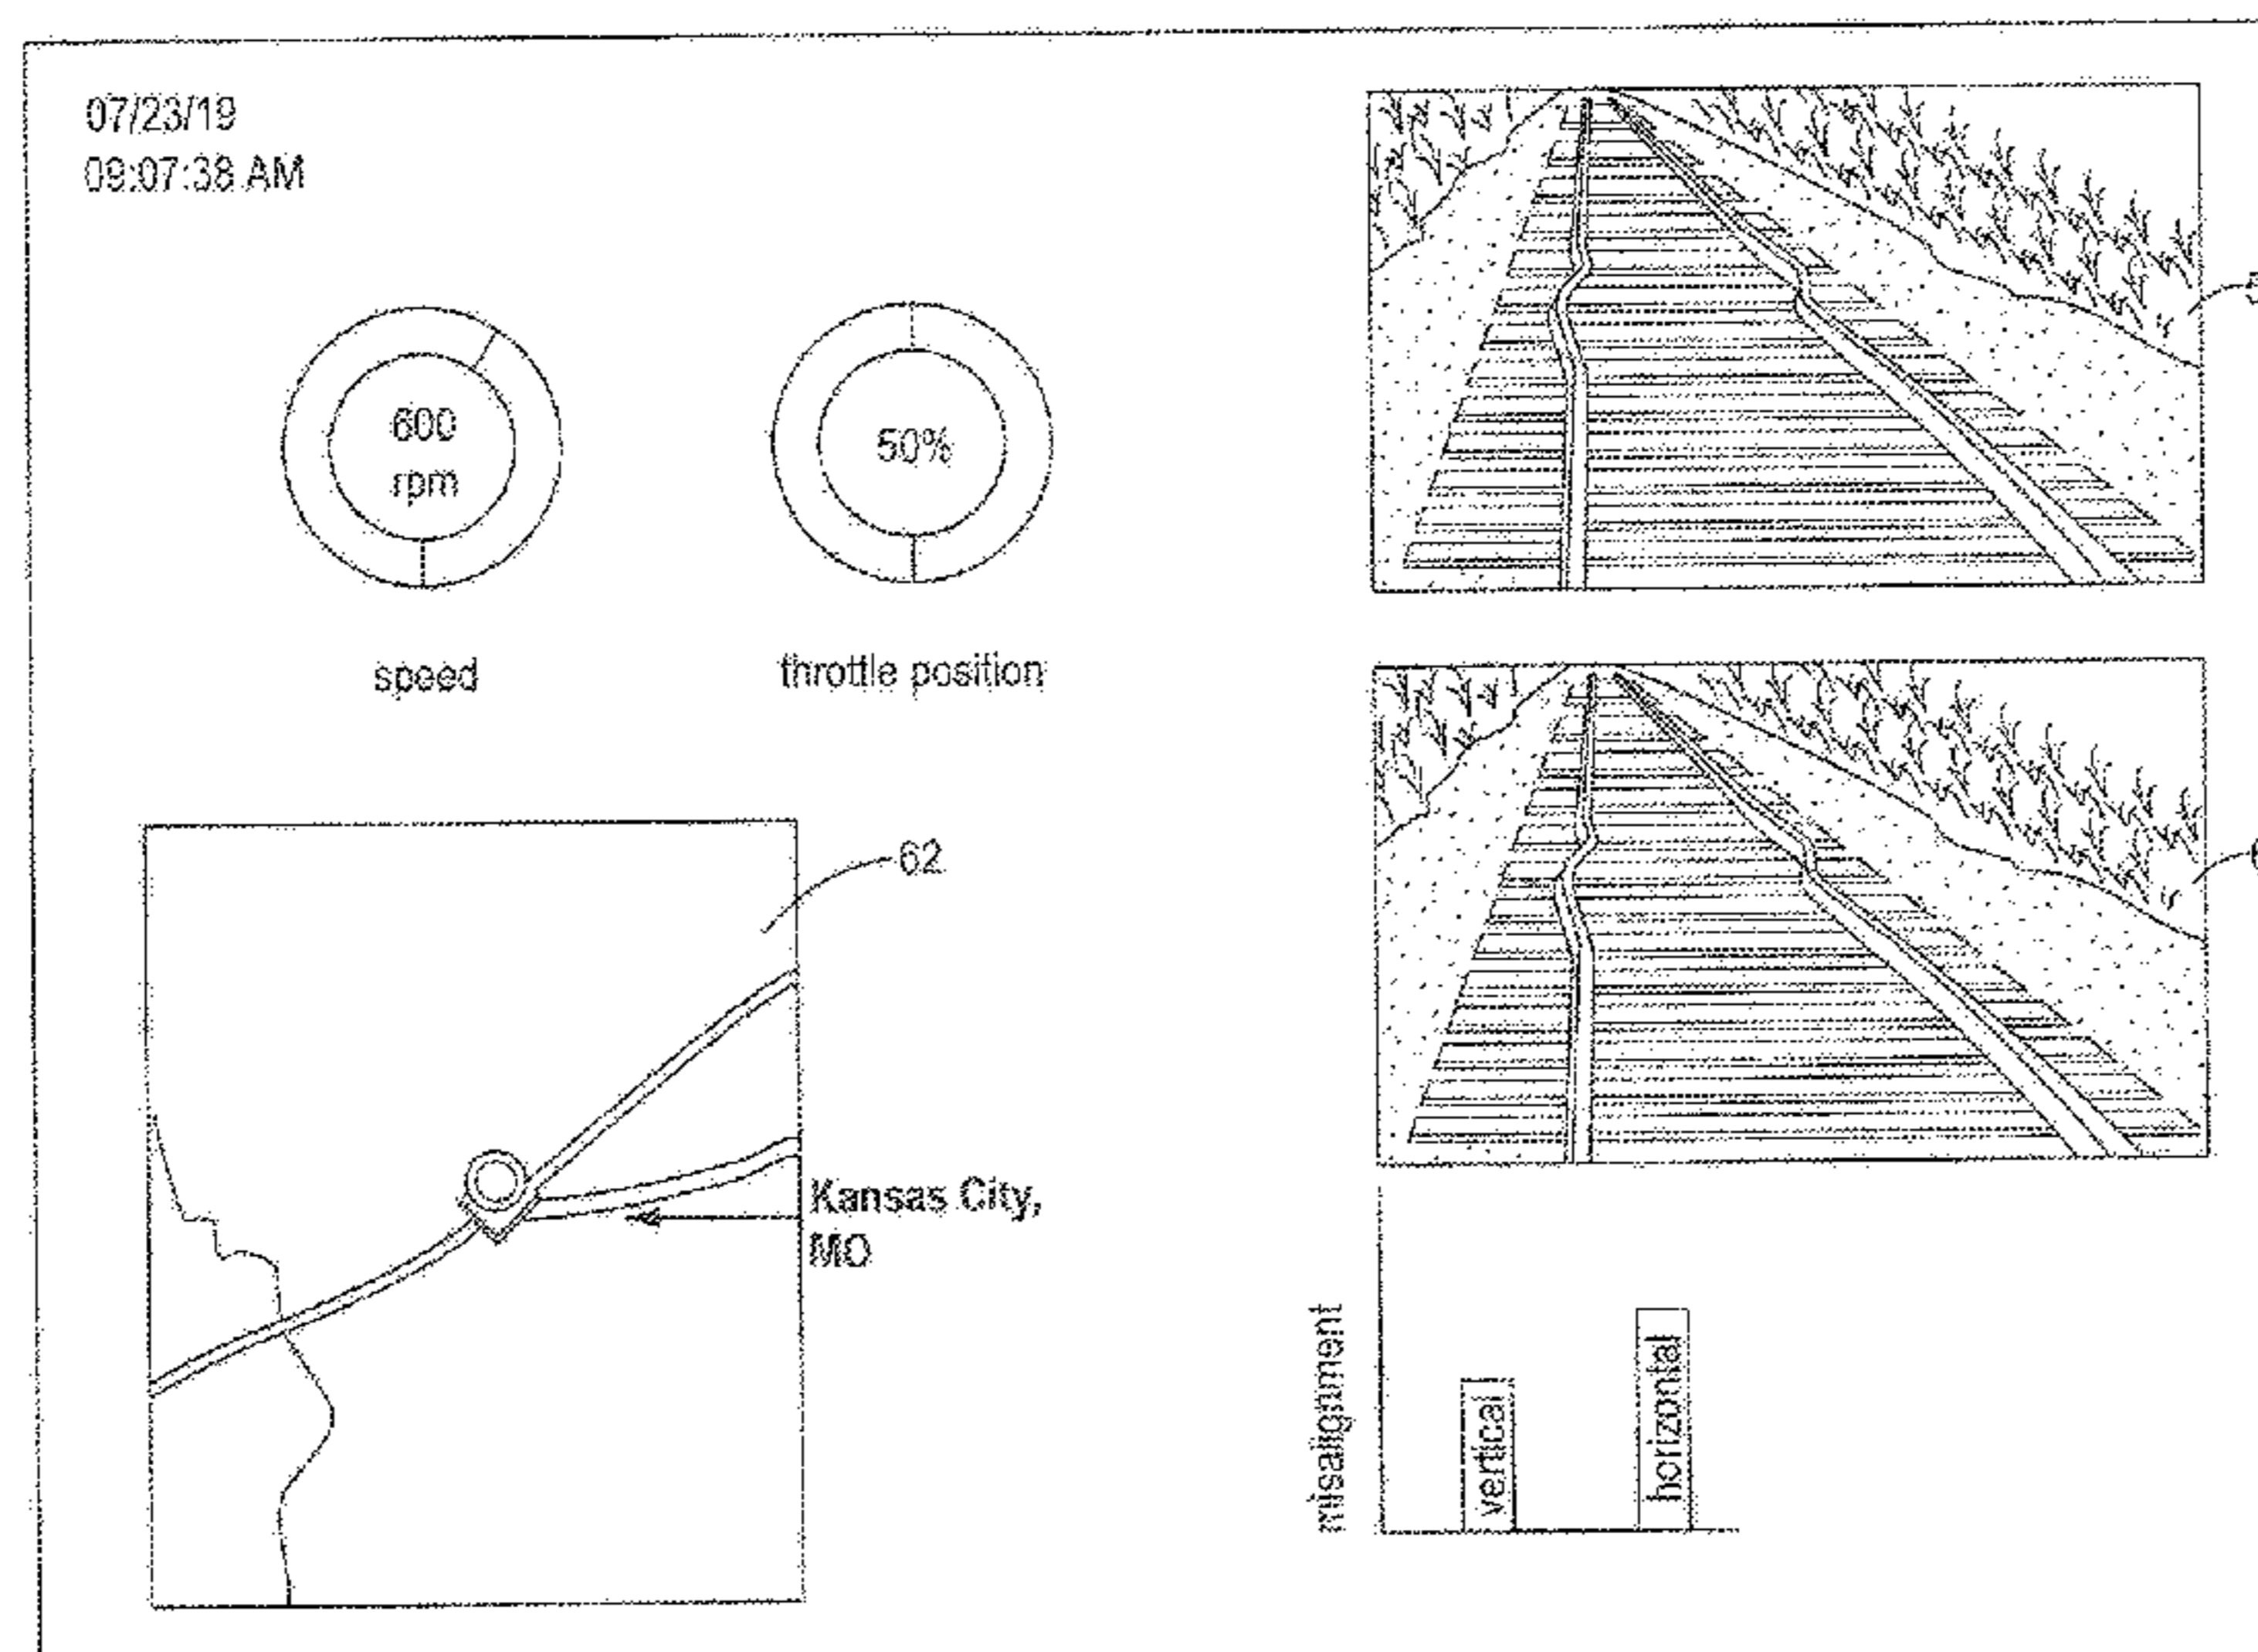 07/23/19
09:07:38 AM
600
rpm
50%
speed
throttle position
62
Kansas City,
MO
misalignment
vertical
horizontal